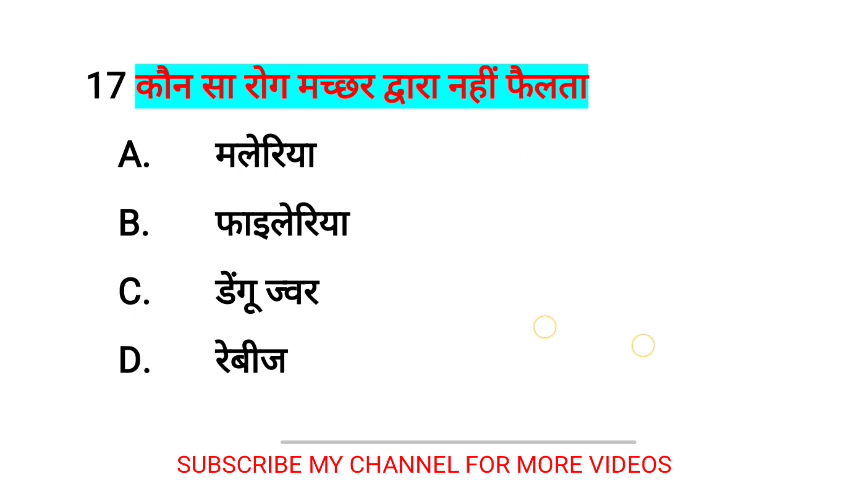 17 कौन सा रोग मच्छर द्वारा नहीं फैलता
A. मलेरिया
B. फाइलेरिया
C. डेंगू ज्वर
D. रेबीज
SUBSCRIBE MY CHANNEL FOR MORE VIDEOS